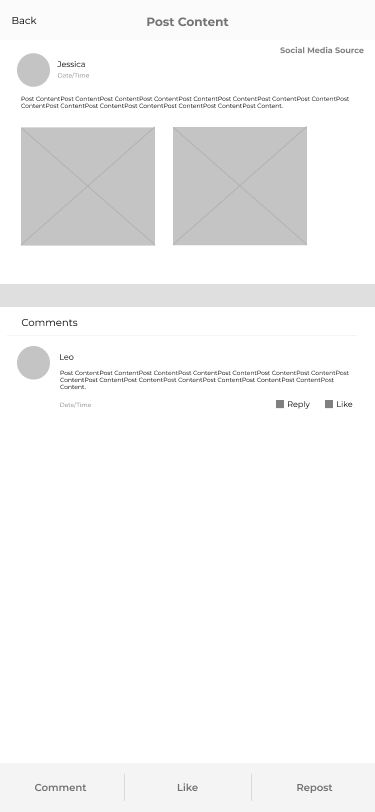 Back
Post Content
Social Media Source
Jessica
Date/Time
Post ContentPost ContentPost ContentPost ContentPost ContentPost ContentPost ContentPost ContentPost
ContentPost ContentPost ContentPost ContentPost ContentPost ContentPost Content.
Comments
Leo
Post ContentPost ContentPost ContentPost ContentPost ContentPost ContentPost ContentPost
ContentPost ContentPost ContentPost ContentPost ContentPost ContentPost ContentPost
Content.
Date/Time
Reply
Like
Comment
Like
Repost